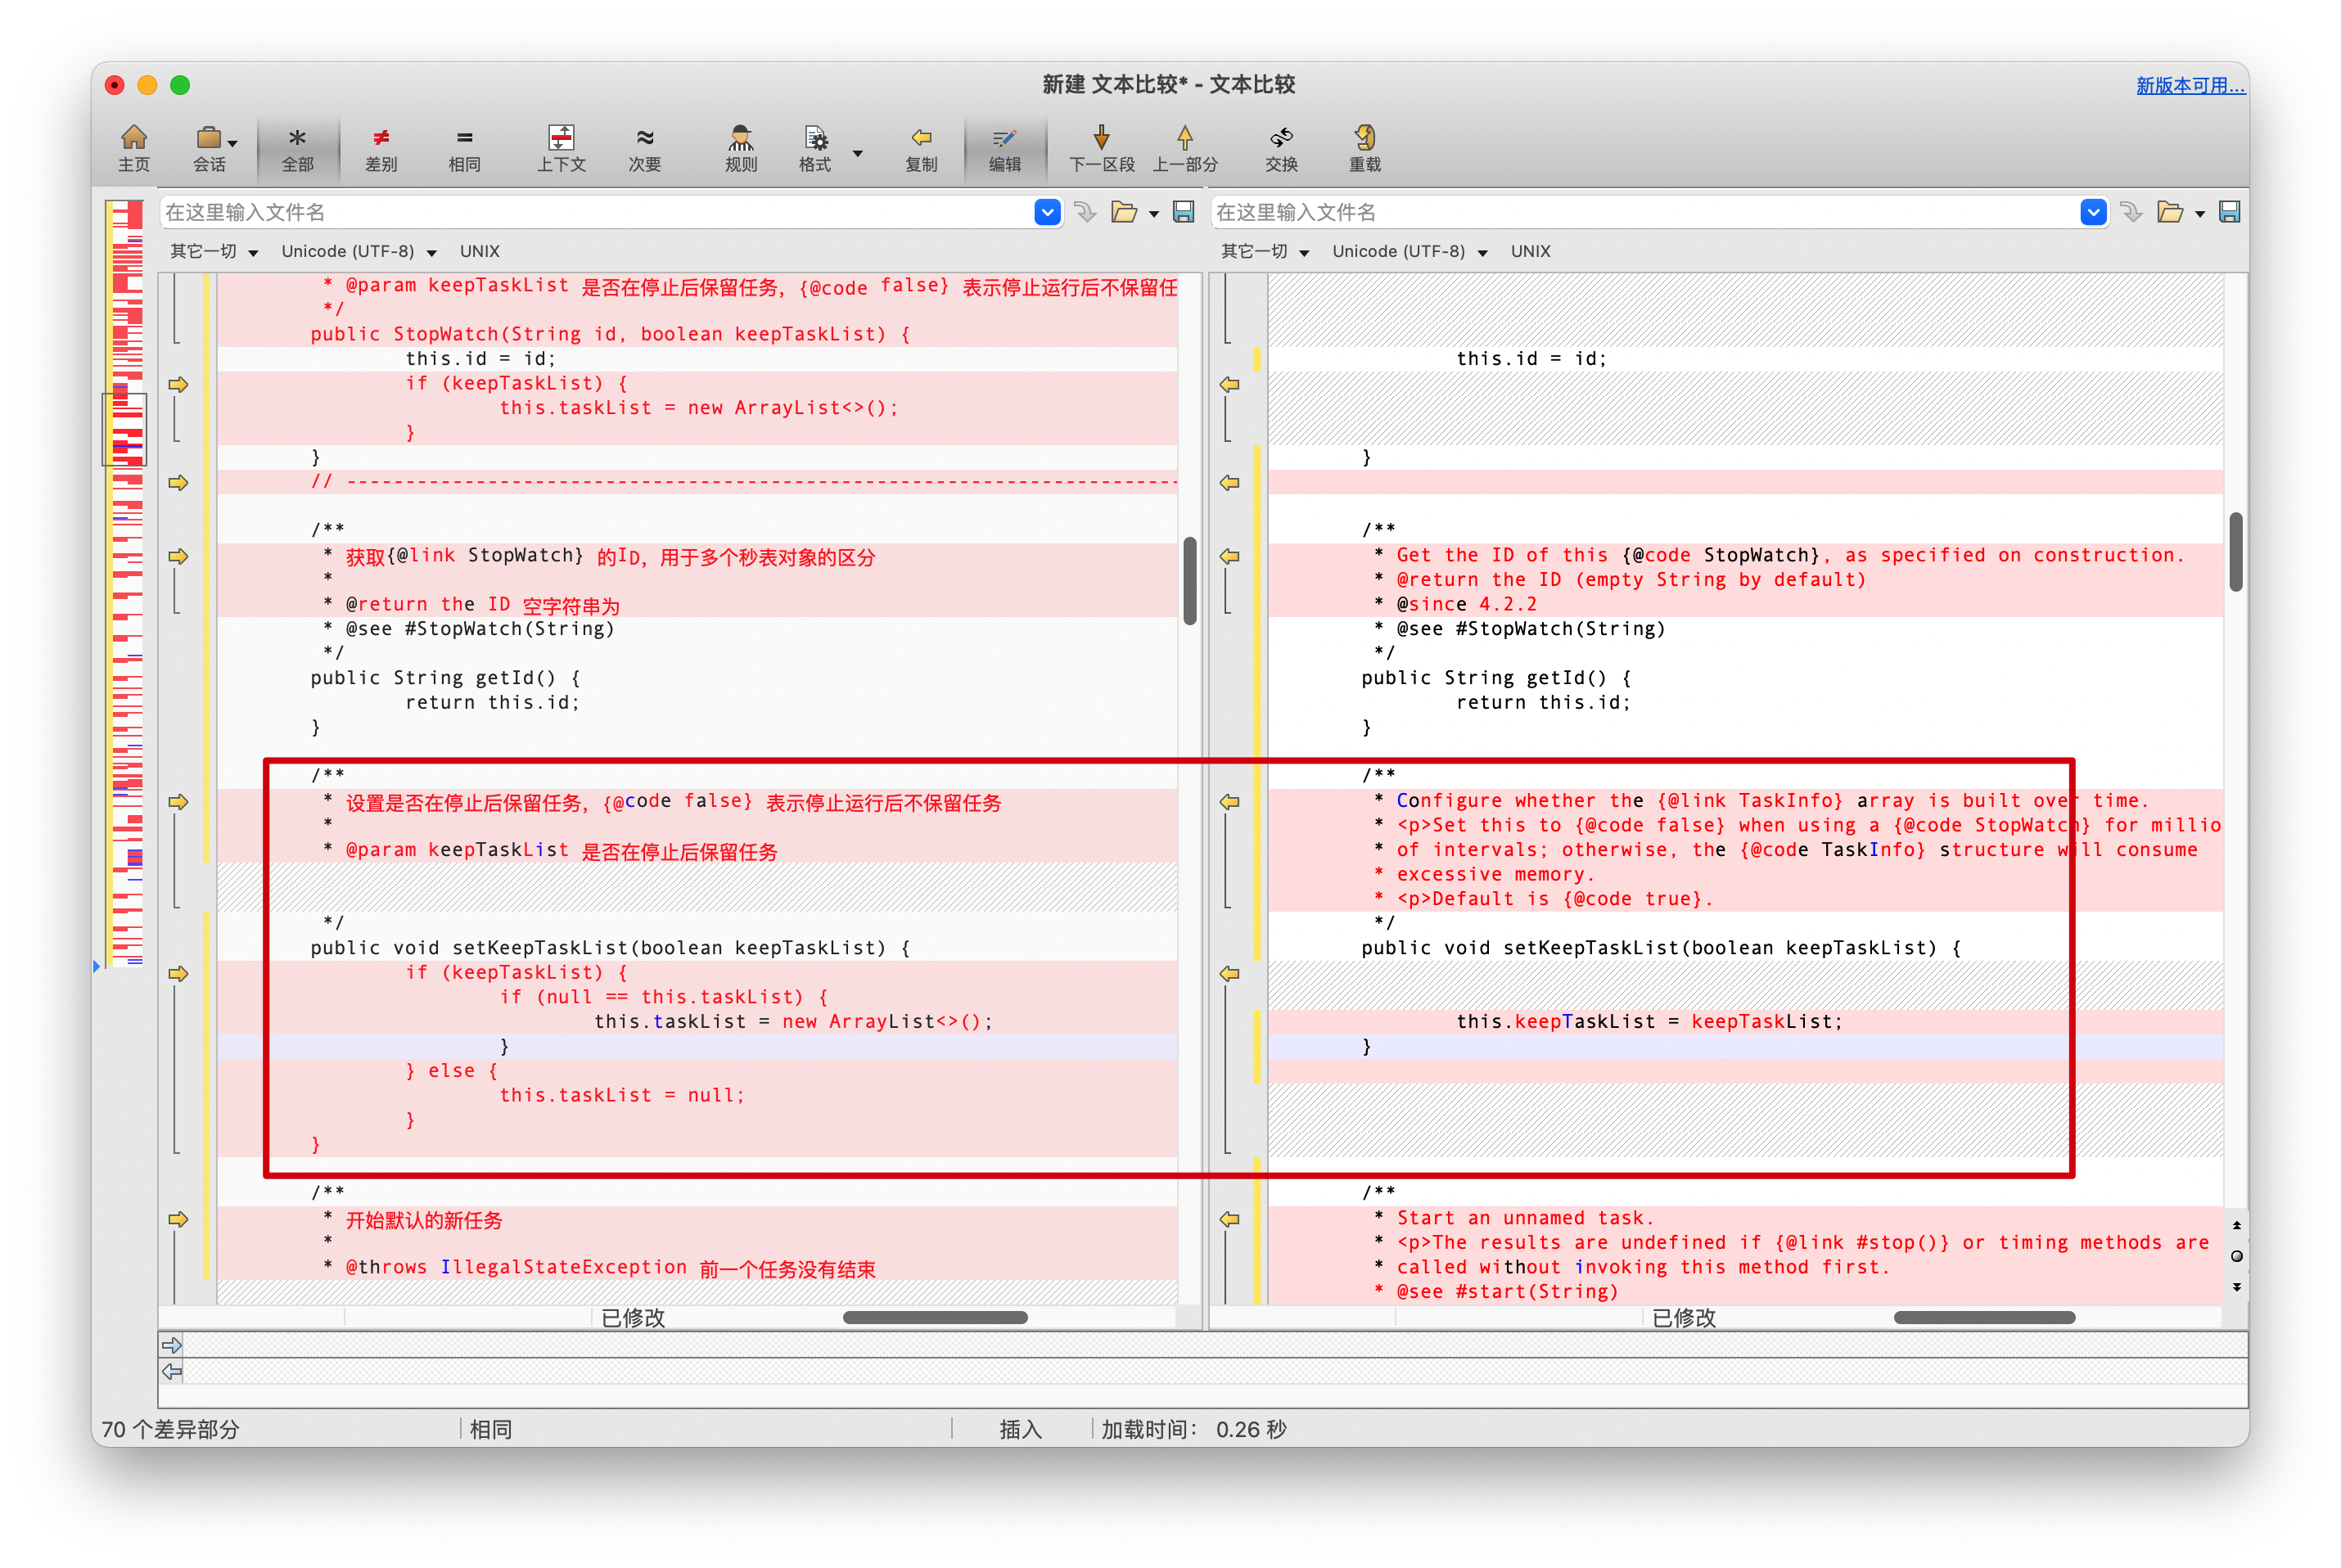 新建 文本比较* - 文本比较
新版本可用...
主页 会话 全部 差别 相同 上下文 次要 规则 格式 复制 编辑 下一区段 上一部分 交换 重载
在这里输入文件名
其它一切 Unicode (UTF-8) UNIX
* @param keepTaskList 是否在停止后保留任务，{@code false} 表示停止运行后不保留任
*/
public StopWatch(String id, boolean keepTaskList) {
this.id = id;
if (keepTaskList) {
this.taskList = new ArrayList<>();
}
}
// -----------------------------------------------------------------------
/**
* 获取{@link StopWatch} 的ID，用于多个秒表对象的区分
*
* @return the ID 空字符串为
* @see #StopWatch(String)
*/
public String getId() {
return this.id;
}
/**
* 设置是否在停止后保留任务，{@code false} 表示停止运行后不保留任务
*
* @param keepTaskList 是否在停止后保留任务
*/
public void setKeepTaskList(boolean keepTaskList) {
if (keepTaskList) {
if (null == this.taskList) {
this.taskList = new ArrayList<>();
}
} else {
this.taskList = null;
}
}
/**
* 开始默认的新任务
*
* @throws IllegalStateException 前一个任务没有结束
已修改
在这里输入文件名
其它一切 Unicode (UTF-8) UNIX
this.id = id;
}
/**
* Get the ID of this {@code StopWatch}, as specified on construction.
* @return the ID (empty String by default)
* @since 4.2.2
* @see #StopWatch(String)
*/
public String getId() {
return this.id;
}
/**
* Configure whether the {@link TaskInfo} array is built over time.
* <p>Set this to {@code false} when using a {@code StopWatch} for millio
* of intervals; otherwise, the {@code TaskInfo} structure will consume
* excessive memory.
* <p>Default is {@code true}.
*/
public void setKeepTaskList(boolean keepTaskList) {
this.keepTaskList = keepTaskList;
}
/**
* Start an unnamed task.
* <p>The results are undefined if {@link #stop()} or timing methods are
* called without invoking this method first.
* @see #start(String)
已修改
70 个差异部分 相同 插入 加载时间： 0.26 秒